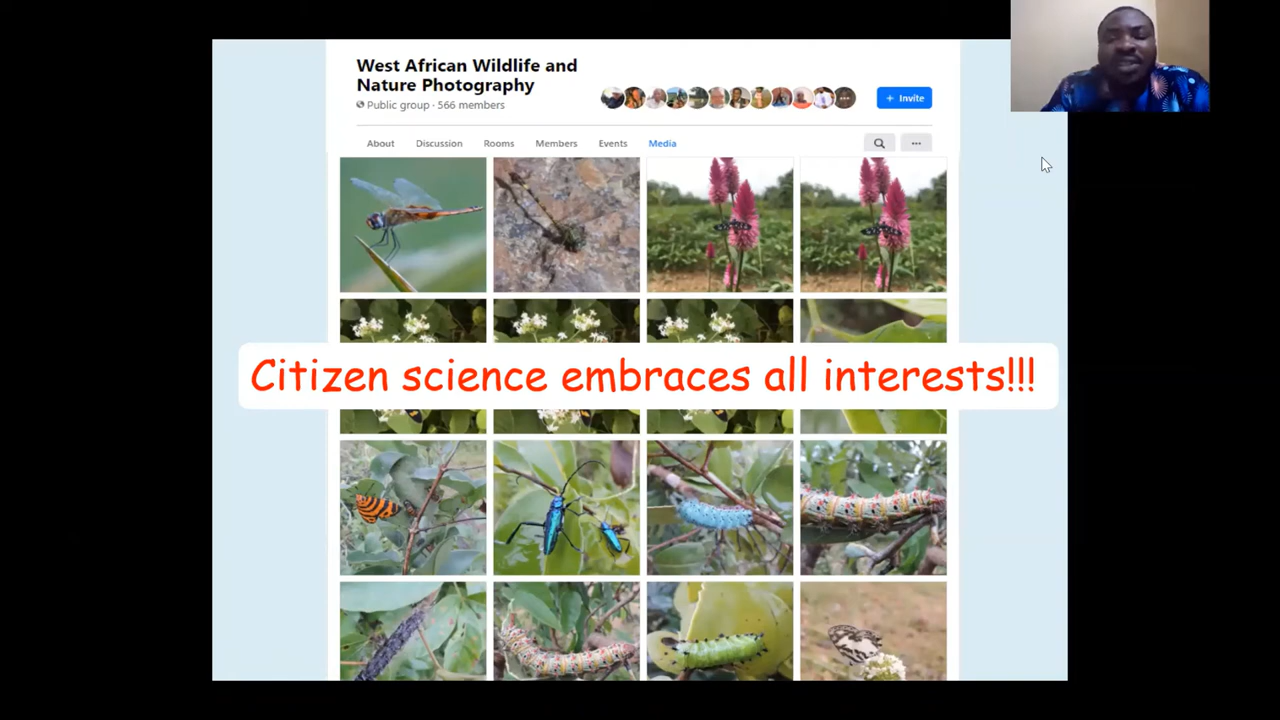 West African Wildlife and
Nature Photography
Public group · 566 members
+ Invite
About Discussion Rooms Members Events Media
Citizen science embraces all interests!!!